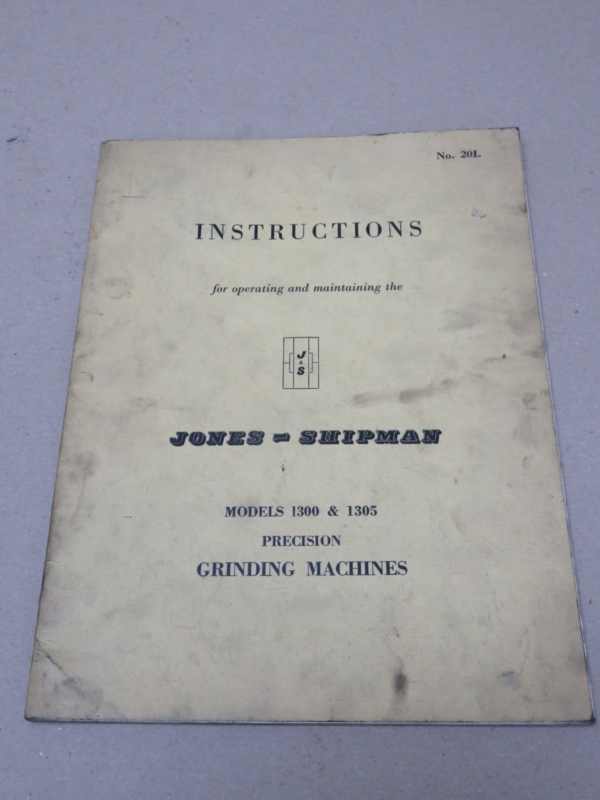 No. 20L
INSTRUCTIONS
for operating and maintaining the
J
&
S
JONES - SHIPMAN
MODELS 1300 & 1305
PRECISION
GRINDING MACHINES